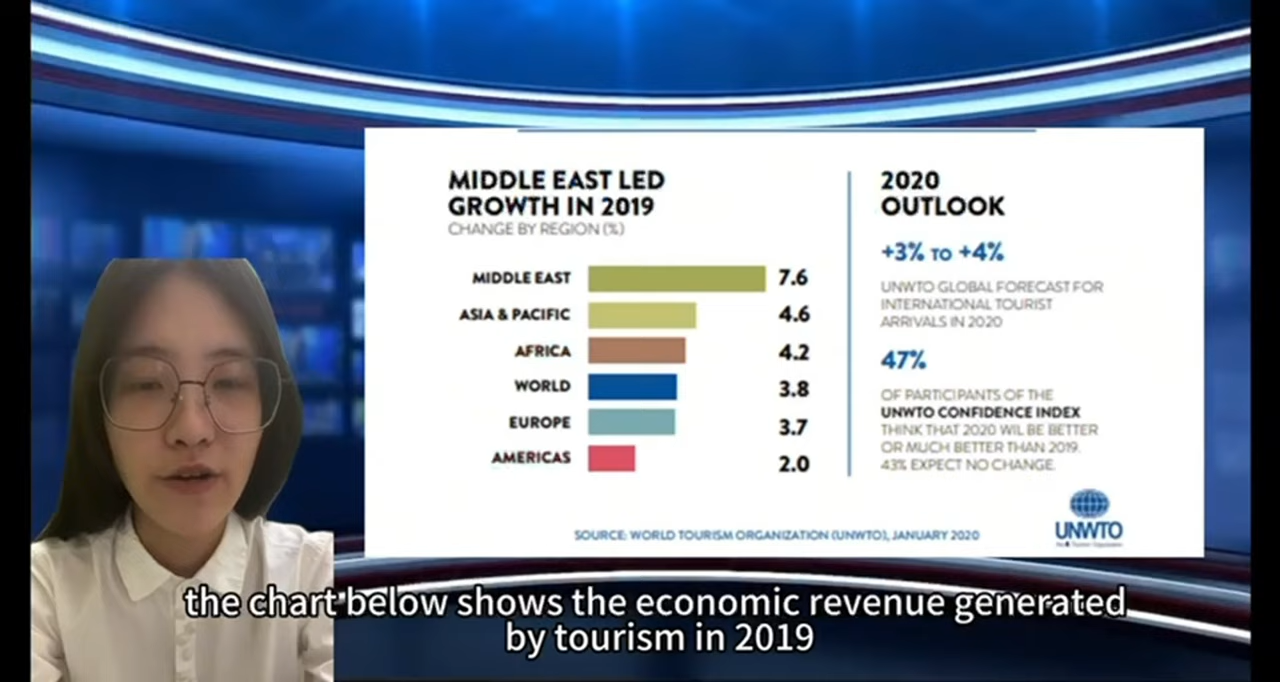 MIDDLE EAST LED
GROWTH IN 2019
CHANGE BY REGION (%)
MIDDLE EAST 7.6
ASIA & PACIFIC 4.6
AFRICA 4.2
WORLD 3.8
EUROPE 3.7
AMERICAS 2.0
2020
OUTLOOK
+3% TO +4%
UNWTO GLOBAL FORECAST FOR
INTERNATIONAL TOURIST
ARRIVALS IN 2020
47%
OF PARTICIPANTS OF THE
UNWTO CONFIDENCE INDEX
THINK THAT 2020 WIL BE BETTER
OR MUCH BETTER THAN 2019.
43% EXPECT NO CHANGE.
SOURCE: WORLD TOURISM ORGANIZATION (UNWTO), JANUARY 2020
UNWTO
the chart below shows the economic revenue generated
by tourism in 2019